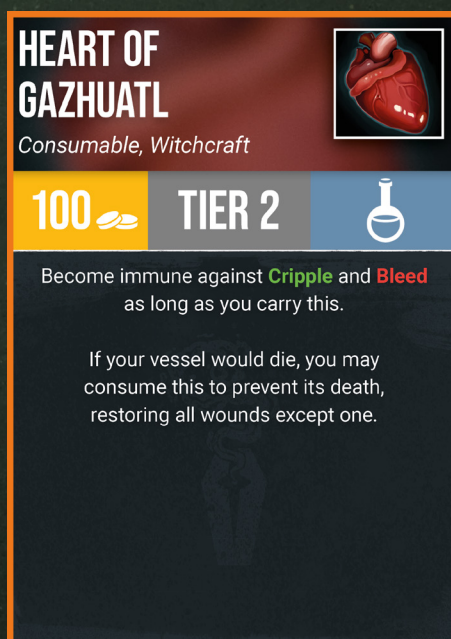 HEART OF
GAZHUATL
Consumable, Witchcraft
100 TIER 2
Become immune against Cripple and Bleed
as long as you carry this.
If your vessel would die, you may
consume this to prevent its death,
restoring all wounds except one.